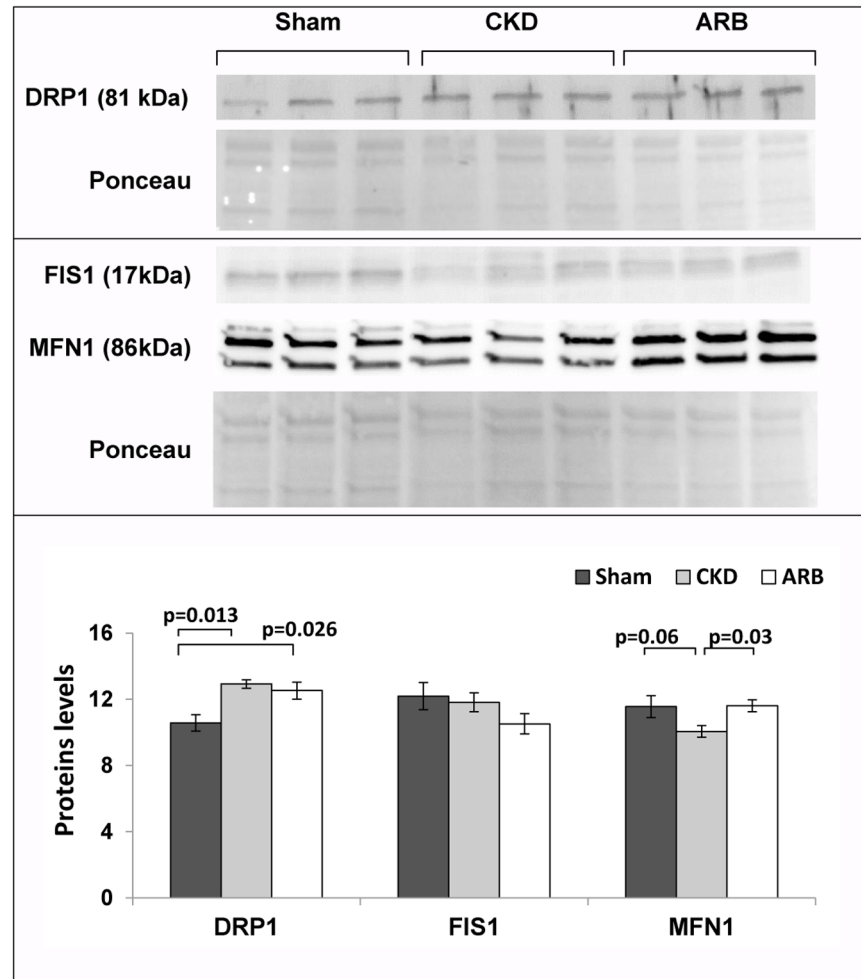 Sham CKD ARB
DRP1 (81 kDa)
Ponceau
FIS1 (17kDa)
MFN1 (86kDa)
Ponceau
Sham CKD ARB
p=0.013
p=0.026
p=0.06 p=0.03
16
12
8
4
0
Proteins levels
DRP1 FIS1 MFN1